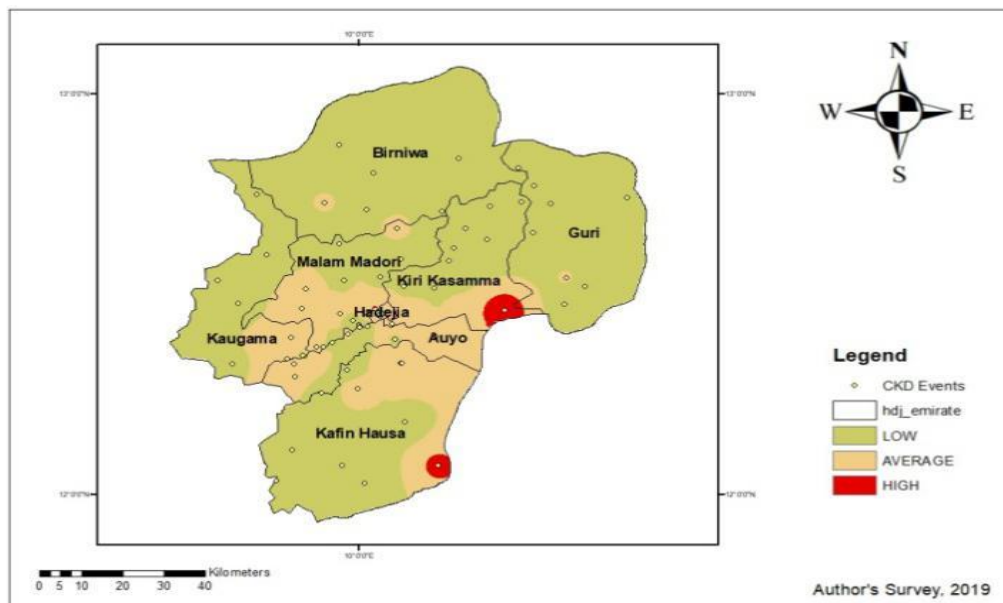 10°0'0"E
N
W E
S
12°0'0"N 12°0'0"N
Birniwa
Guri
Malam Madori
Kiri Kasamma
Hadejia
Kaugama
Auyo
Kafin Hausa
Legend
CKD Events
hdj_emirate
LOW
AVERAGE
HIGH
12°0'0"N 12°0'0"N
10°0'0"E
Kilometers
0 5 10 20 30 40
Author's Survey, 2019